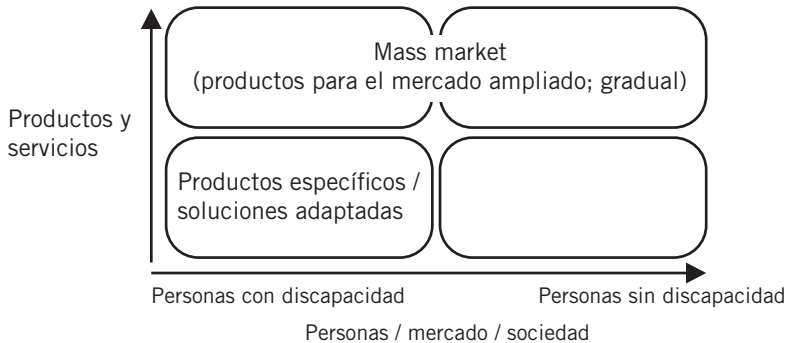 Mass market
(productos para el mercado ampliado; gradual)
Productos y
servicios
Productos específicos /
soluciones adaptadas
Personas con discapacidad
Personas sin discapacidad
Personas / mercado / sociedad